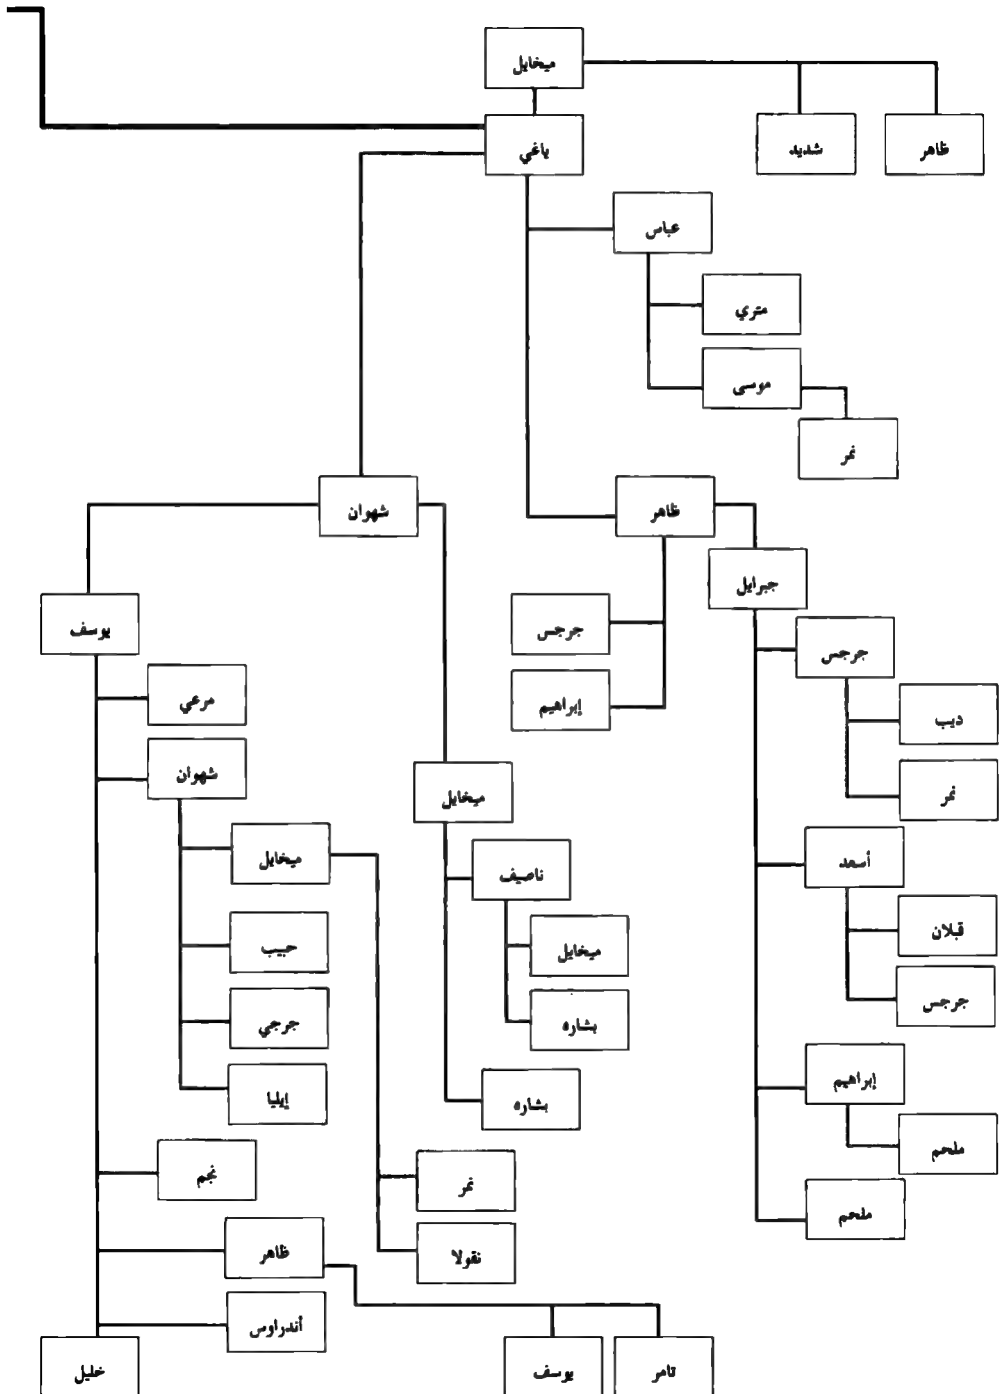 ميخايل
ياغي
شديد
ظاهر
عباس
متري
موسى
نمر
شهوان
ظاهر
جبرايل
يوسف
جرجس
إبراهيم
جرجس
ديب
نمر
مرعي
شهوان
ميخايل
ميخايل
ناصيف
أسعد
قبلان
جرجس
حبيب
ميخايل
جرجي
بشاره
إيليا
بشاره
إبراهيم
ملحم
ملحم
نجم
نمر
ظاهر
نقولا
أندراوس
خليل
يوسف
تامر